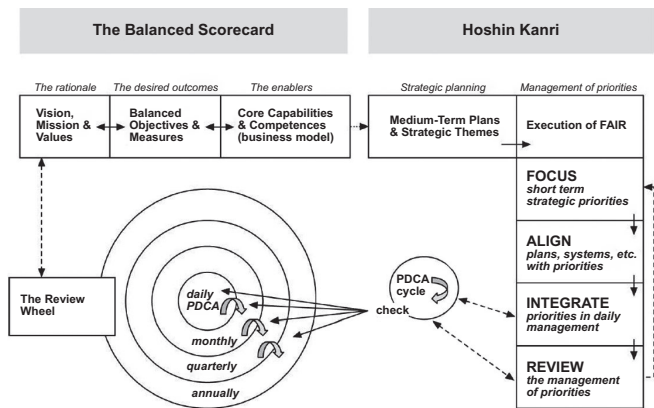 The Balanced Scorecard
Hoshin Kanri
The rationale
The desired outcomes
The enablers
Strategic planning
Management of priorities
Vision,
Mission &
Values
Balanced
Objectives &
Measures
Core Capabilities
& Competences
(business model)
Medium-Term Plans
& Strategic Themes
Execution of FAIR
FOCUS
short term
strategic priorities
ALIGN
plans, systems, etc.
with priorities
INTEGRATE
priorities in daily
management
REVIEW
the management
of priorities
The Review
Wheel
daily
PDCA
monthly
quarterly
annually
PDCA
cycle
check